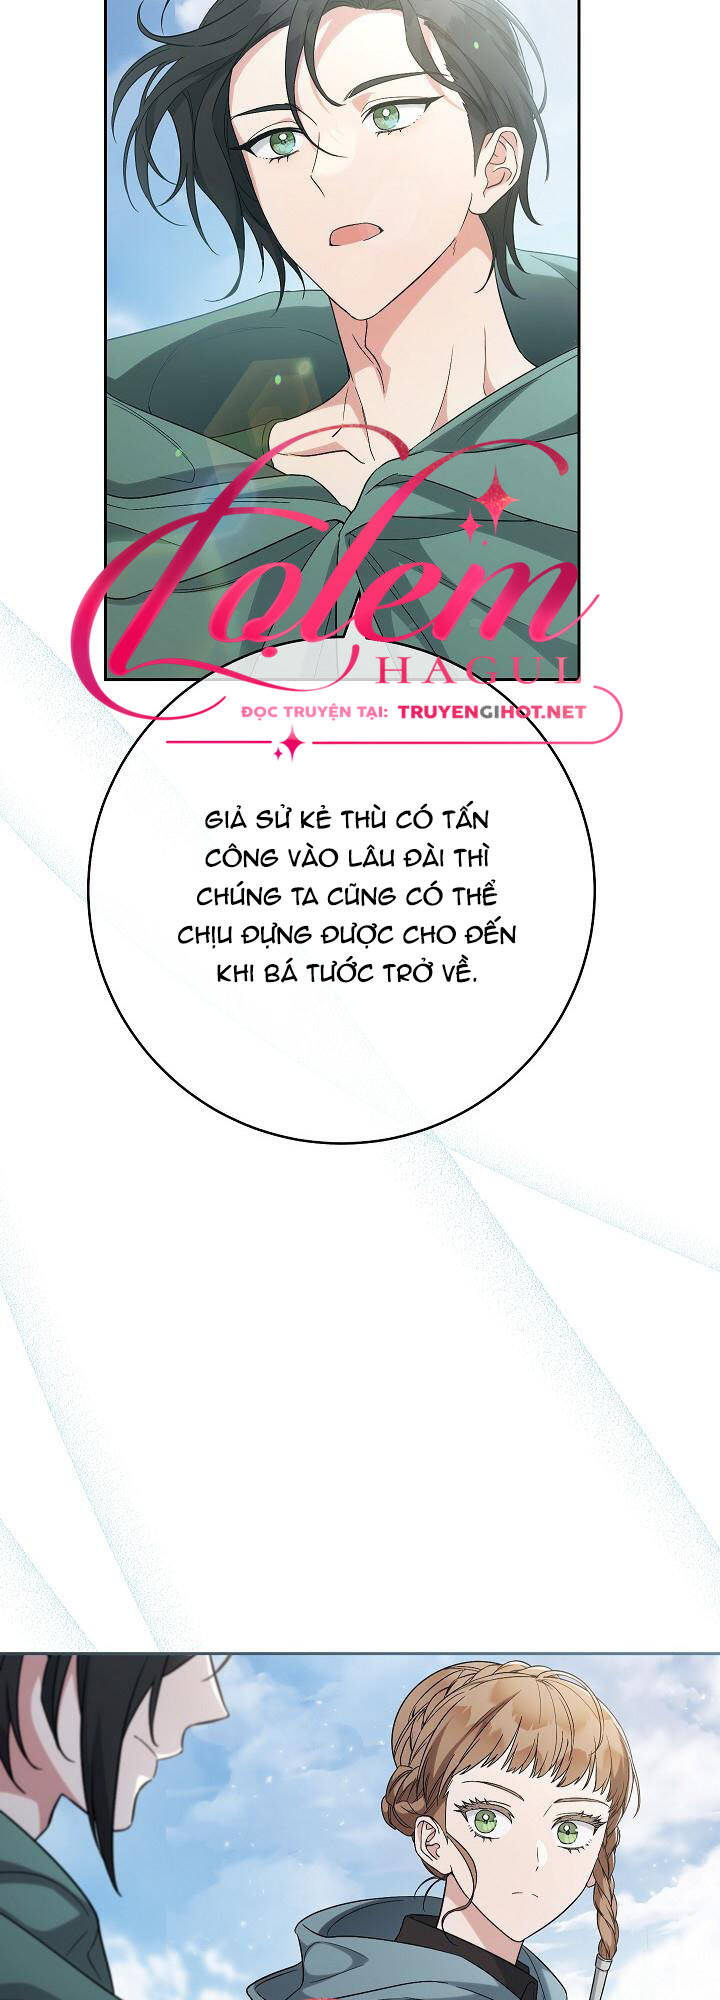 Lọlem
HAGUL
ĐỌC TRUYỆN TẠI: TRUYENGIHOT.NET
GIẢ SỬ KẺ THÙ CÓ TẤN
CÔNG VÀO LÂU ĐÀI THÌ
CHÚNG TA CŨNG CÓ THỂ
CHỊU ĐỰNG ĐƯỢC CHO ĐẾN
KHI BÁ TƯỚC TRỞ VỀ.